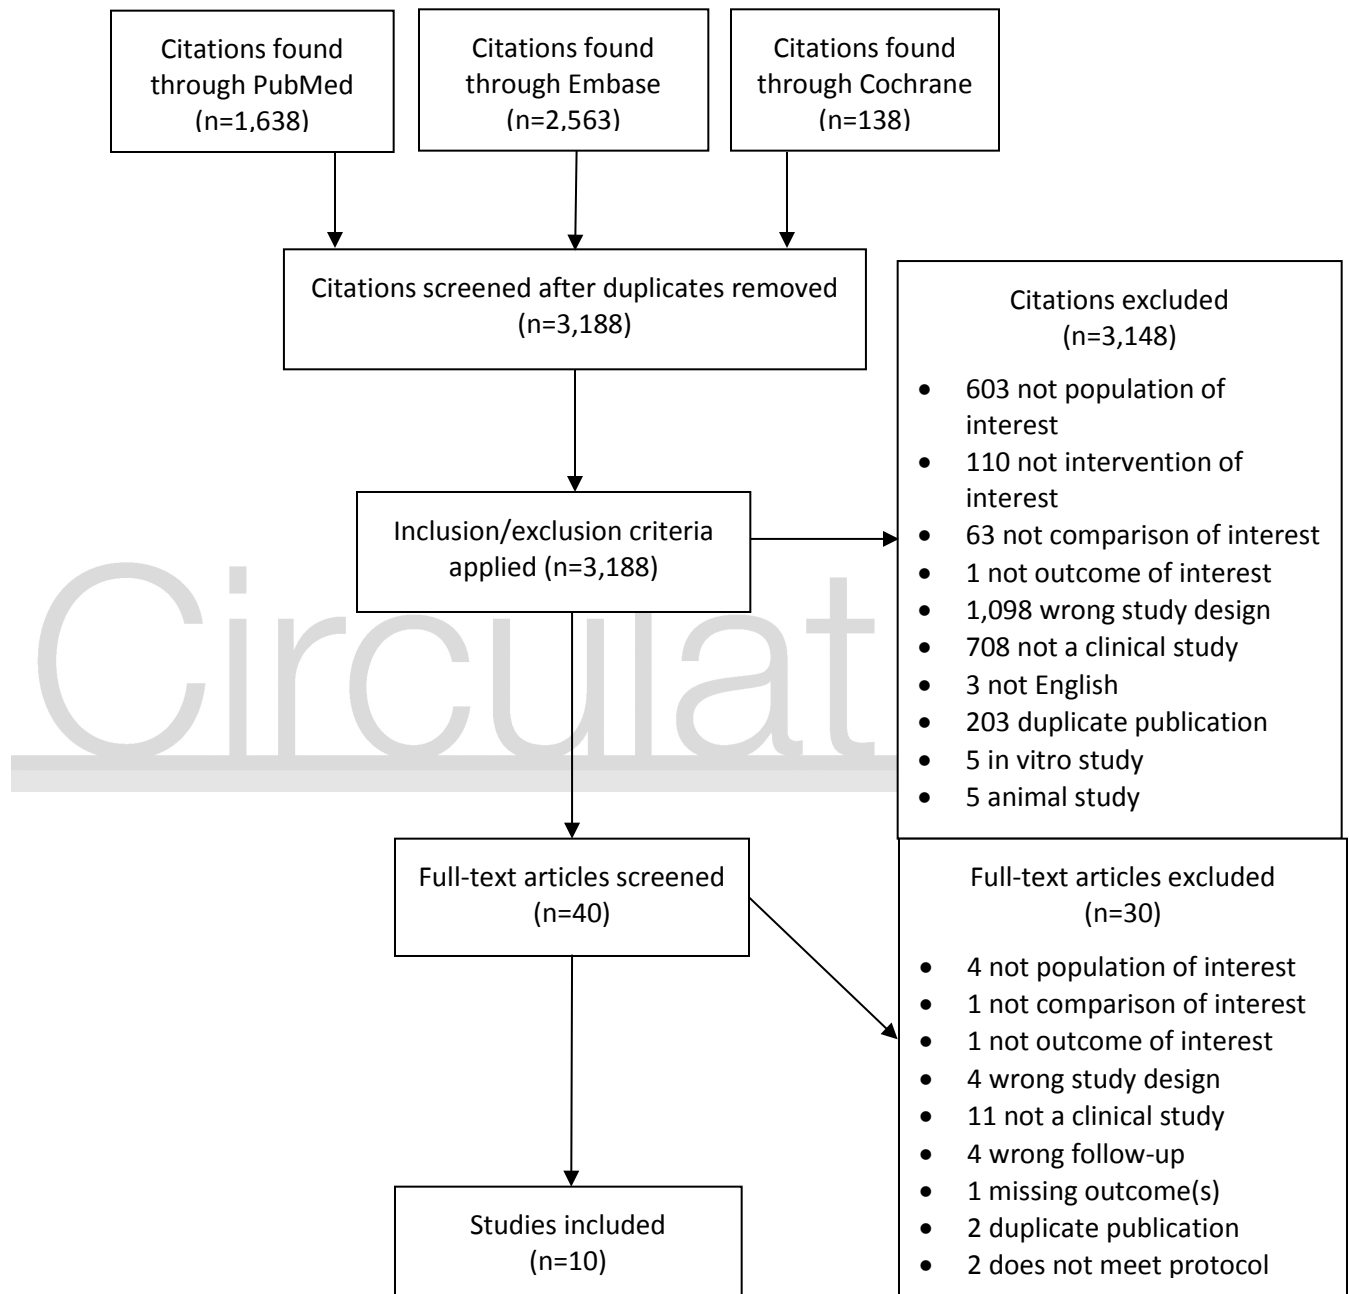 Citations found
through PubMed
(n=1,638)
Citations found
through Embase
(n=2,563)
Citations found
through Cochrane
(n=138)
Citations screened after duplicates removed
(n=3,188)
Citations excluded
(n=3,148)
• 603 not population of
interest
• 110 not intervention of
interest
• 63 not comparison of interest
• 1 not outcome of interest
• 1,098 wrong study design
• 708 not a clinical study
• 3 not English
• 203 duplicate publication
• 5 in vitro study
• 5 animal study
Inclusion/exclusion criteria
applied (n=3,188)
Circulat
Full-text articles screened
(n=40)
Full-text articles excluded
(n=30)
• 4 not population of interest
• 1 not comparison of interest
• 1 not outcome of interest
• 4 wrong study design
• 11 not a clinical study
• 4 wrong follow-up
• 1 missing outcome(s)
• 2 duplicate publication
• 2 does not meet protocol
Studies included
(n=10)